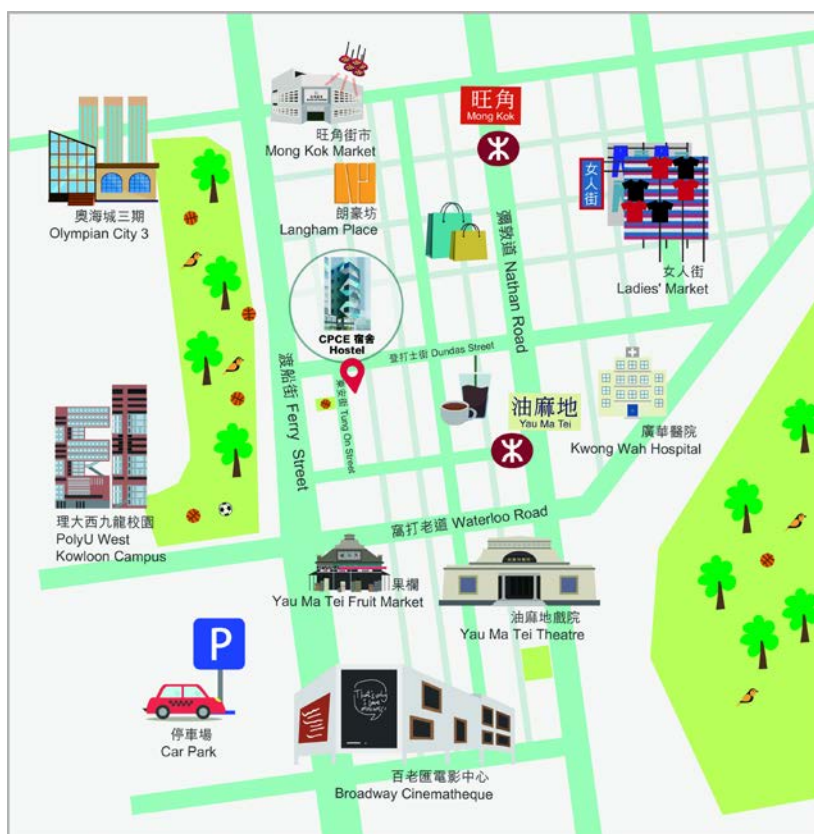 旺角
Mong Kok
旺角街市
Mong Kok Market
朗豪坊
Langham Place
奧海城三期
Olympian City 3
女人街
女人街
Ladies' Market
彌敦道 Nathan Road
CPCE 宿舍
Hostel
登打士街 Dundas Street
東安街 Tung On Street
渡船街 Ferry Street
油麻地
Yau Ma Tei
廣華醫院
Kwong Wah Hospital
理大西九龍校園
PolyU West
Kowloon Campus
窩打老道 Waterloo Road
果欄
Yau Ma Tei Fruit Market
油麻地戲院
Yau Ma Tei Theatre
P
停車場
Car Park
That's why
I love
百老匯電影中心
Broadway Cinematheque